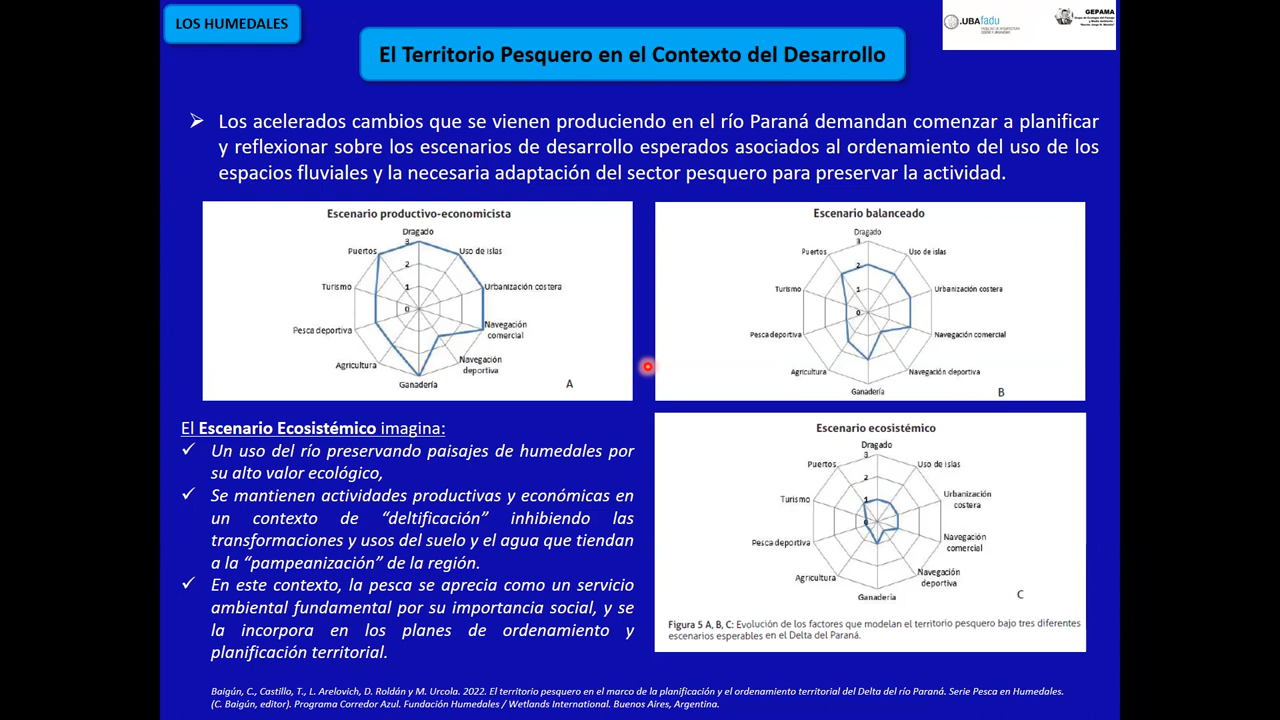 LOS HUMEDALES
.UBAfadu
GEPAMA
El Territorio Pesquero en el Contexto del Desarrollo
Los acelerados cambios que se vienen produciendo en el río Paraná demandan comenzar a planificar
y reflexionar sobre los escenarios de desarrollo esperados asociados al ordenamiento del uso de los
espacios fluviales y la necesaria adaptación del sector pesquero para preservar la actividad.
Escenario productivo-economicista
Dragado
3
Puertos
Uso de islas
2
Turismo
1
Urbanización costera
0
Pesca deportiva
Navegación
comercial
Agricultura
Navegación
deportiva
Ganadería
A
Escenario balanceado
Dragado
3
Puertos
Uso de islas
2
Turismo
1
Urbanización costera
0
Pesca deportiva
Navegación comercial
Agricultura
Navegación deportiva
Ganadería
B
El Escenario Ecosistémico imagina:
Un uso del río preservando paisajes de humedales por
su alto valor ecológico,
Se mantienen actividades productivas y económicas en
un contexto de “deltificación” inhibiendo las
transformaciones y usos del suelo y el agua que tiendan
a la “pampeanización” de la región.
En este contexto, la pesca se aprecia como un servicio
ambiental fundamental por su importancia social, y se
la incorpora en los planes de ordenamiento y
planificación territorial.
Escenario ecosistémico
Dragado
3
Puertos
Uso de islas
2
Turismo
1
Urbanización
costera
0
Pesca deportiva
Navegación
comercial
Agricultura
Navegación
deportiva
Ganadería
C
Figura 5 A, B, C: Evolución de los factores que modelan el territorio pesquero bajo tres diferentes
escenarios esperables en el Delta del Paraná.
Baigún, C., Castillo, T., L. Arelovich, D. Roldán y M. Urcola. 2022. El territorio pesquero en el marco de la planificación y el ordenamiento territorial del Delta del río Paraná. Serie Pesca en Humedales.
(C. Baigún, editor). Programa Corredor Azul. Fundación Humedales / Wetlands International. Buenos Aires, Argentina.